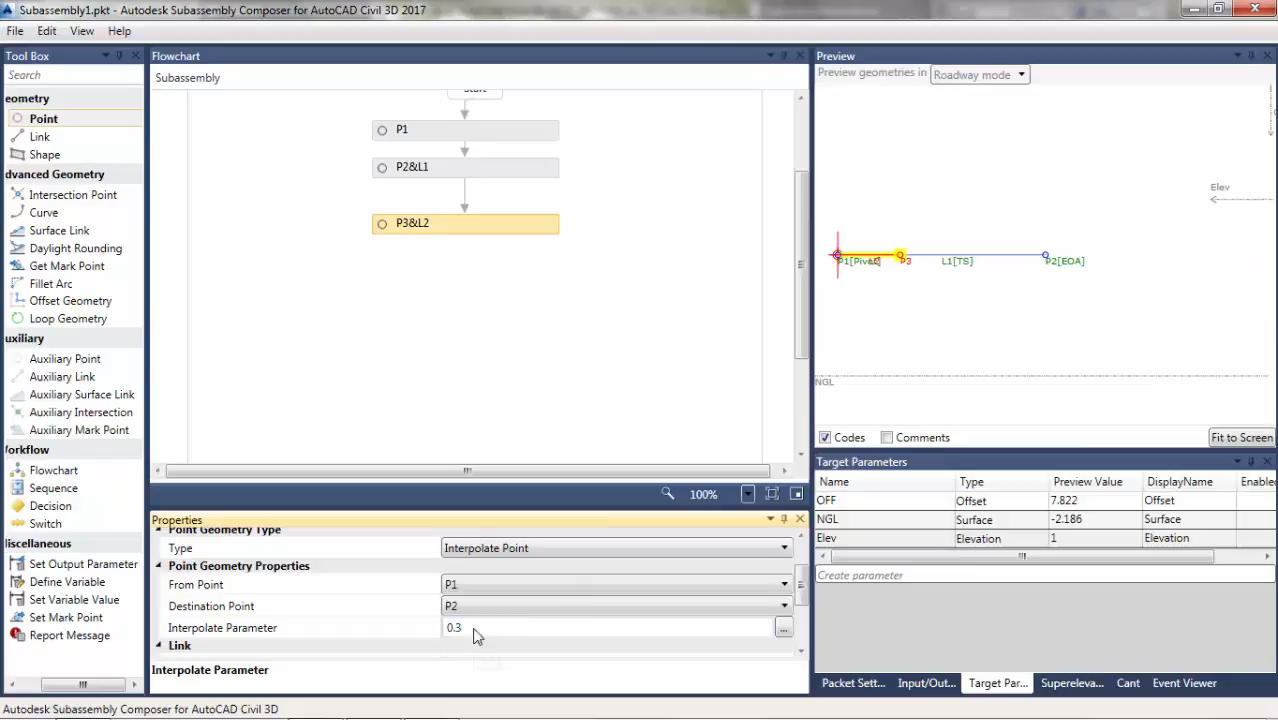 Subassembly1.pkt - Autodesk Subassembly Composer for AutoCAD Civil 3D 2017
File Edit View Help
Tool Box
Search
eometry
Point
Link
Shape
dvanced Geometry
Intersection Point
Curve
Surface Link
Daylight Rounding
Get Mark Point
Fillet Arc
Offset Geometry
Loop Geometry
uxiliary
Auxiliary Point
Auxiliary Link
Auxiliary Surface Link
Auxiliary Intersection
Auxiliary Mark Point
orkflow
Flowchart
Sequence
Decision
Switch
iscellaneous
Set Output Parameter
Define Variable
Set Variable Value
Set Mark Point
Report Message
Flowchart
Subassembly
Start
P1
P2&L1
P3&L2
100%
Properties
Point Geometry Type
Type Interpolate Point
Point Geometry Properties
From Point P1
Destination Point P2
Interpolate Parameter 0.3 ...
Link
Interpolate Parameter
Preview
Preview geometries in Roadway mode
Elev
P1[Pivot] P3 L1[TS] P2[EOA]
NGL
Codes Comments Fit to Screen
Target Parameters
Name Type Preview Value DisplayName Enabled
OFF Offset 7.822 Offset
NGL Surface -2.186 Surface
Elev Elevation 1 Elevation
Create parameter
Packet Sett... Input/Out... Target Par... Supereleva... Cant Event Viewer
Autodesk Subassembly Composer for AutoCAD Civil 3D